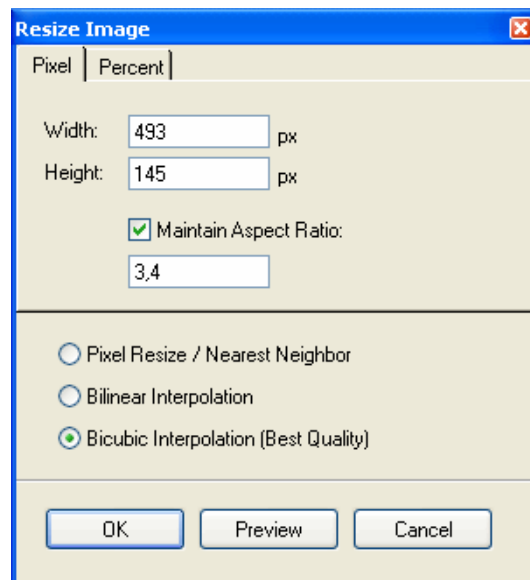 Resize Image
Pixel Percent
Width: 493 px
Height: 145 px
Maintain Aspect Ratio:
3,4
Pixel Resize / Nearest Neighbor
Bilinear Interpolation
Bicubic Interpolation (Best Quality)
OK Preview Cancel